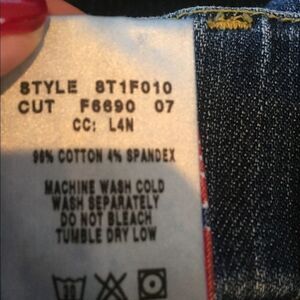 STYLE 8T1F010
CUT F6690 07
CC: L4N
96% COTTON 4% SPANDEX
MACHINE WASH COLD
WASH SEPARATELY
DO NOT BLEACH
TUMBLE DRY LOW